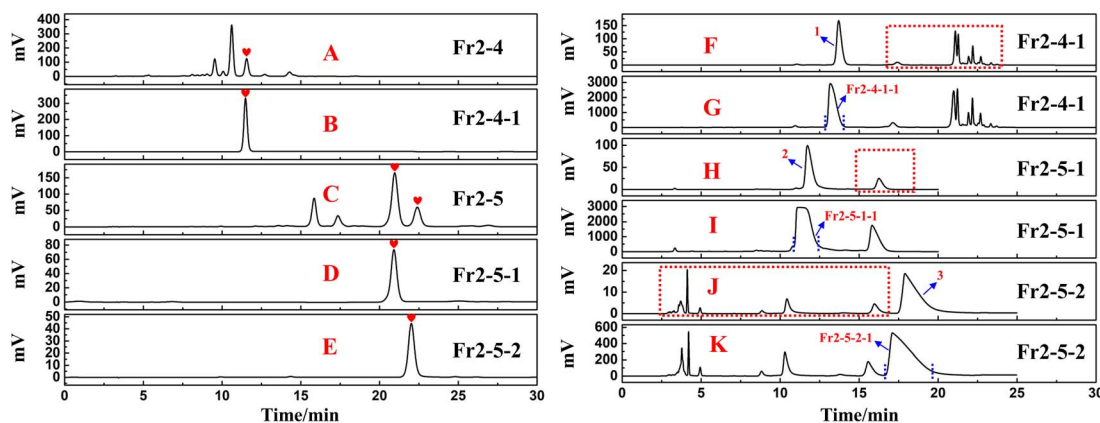 400
300
200
100
0
mV
A
Fr2-4
300
200
100
0
mV
B
Fr2-4-1
150
100
50
0
mV
C
Fr2-5
80
60
40
20
0
mV
D
Fr2-5-1
50
40
30
20
10
0
mV
E
Fr2-5-2
0 5 10 15 20 25 30
Time/min
150
100
50
0
mV
1
F
Fr2-4-1
3000
2000
1000
0
mV
G
Fr2-4-1-1
Fr2-4-1
100
50
0
mV
2
H
Fr2-5-1
3000
2000
1000
0
mV
I
Fr2-5-1-1
Fr2-5-1
20
10
0
mV
J
3
Fr2-5-2
600
400
200
0
mV
K
Fr2-5-2-1
Fr2-5-2
0 5 10 15 20 25 30
Time/min